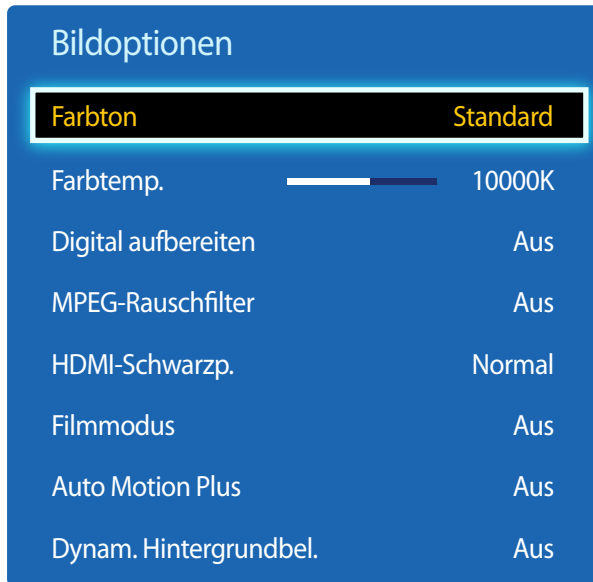 Bildoptionen
Farbton Standard
Farbtemp. 10000K
Digital aufbereiten Aus
MPEG-Rauschfilter Aus
HDMI-Schwarzp. Normal
Filmmodus Aus
Auto Motion Plus Aus
Dynam. Hintergrundbel. Aus